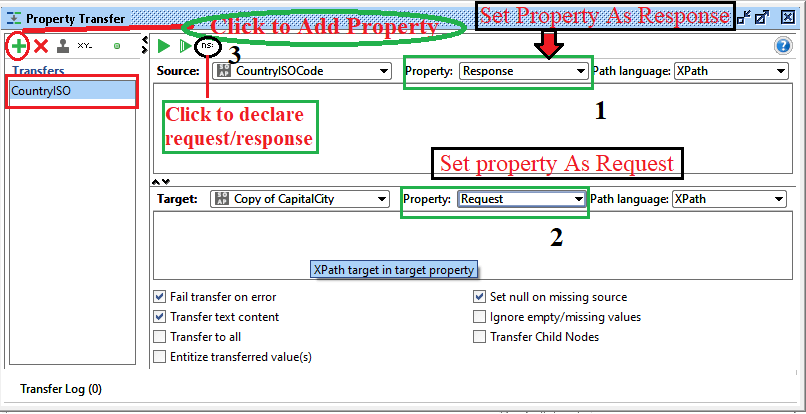 Property Transfer
Click to Add Property
Set Property As Response
XY..
ns:
3
Transfers
CountryISO
Source:
CountryISOCode
Property:
Response
Path language:
XPath
1
Click to declare
request/response
Set property As Request
Target:
Copy of CapitalCity
Property:
Request
Path language:
XPath
2
XPath target in target property
Fail transfer on error
Set null on missing source
Transfer text content
Ignore empty/missing values
Transfer to all
Transfer Child Nodes
Entitize transferred value(s)
Transfer Log (0)